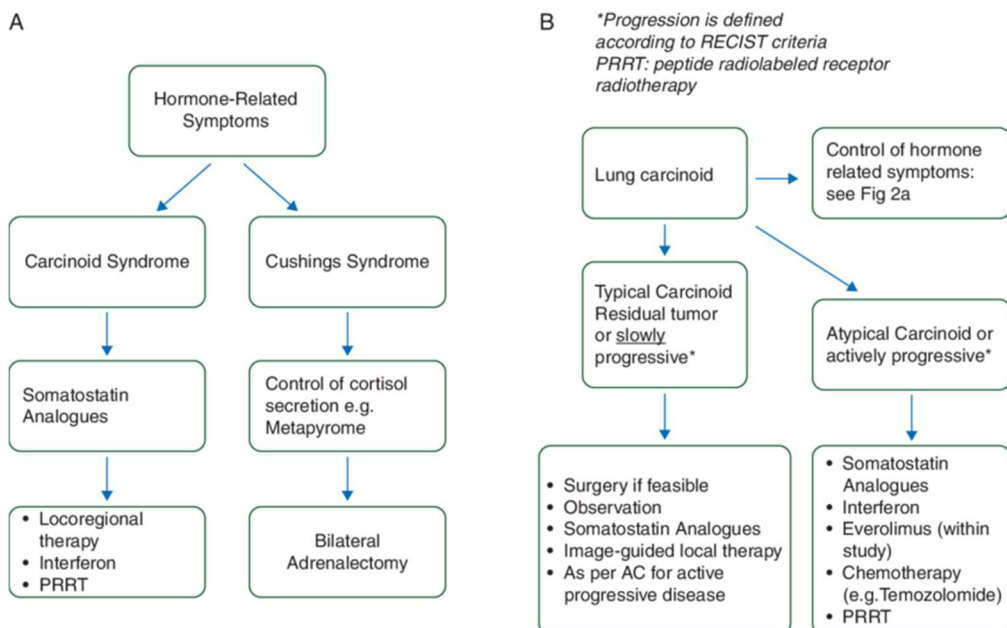 A
Hormone-Related
Symptoms
Carcinoid Syndrome
Cushings Syndrome
Somatostatin
Analogues
Control of cortisol
secretion e.g.
Metapyrome
• Locoregional
therapy
• Interferon
• PRRT
Bilateral
Adrenalectomy
B
*Progression is defined
according to RECIST criteria
PRRT: peptide radiolabeled receptor
radiotherapy
Lung carcinoid
Control of hormone
related symptoms:
see Fig 2a
Typical Carcinoid
Residual tumor
or slowly
progressive*
Atypical Carcinoid or
actively progressive*
• Surgery if feasible
• Observation
• Somatostatin Analogues
• Image-guided local therapy
• As per AC for active
progressive disease
• Somatostatin
Analogues
• Interferon
• Everolimus (within
study)
• Chemotherapy
(e.g.Temozolomide)
• PRRT